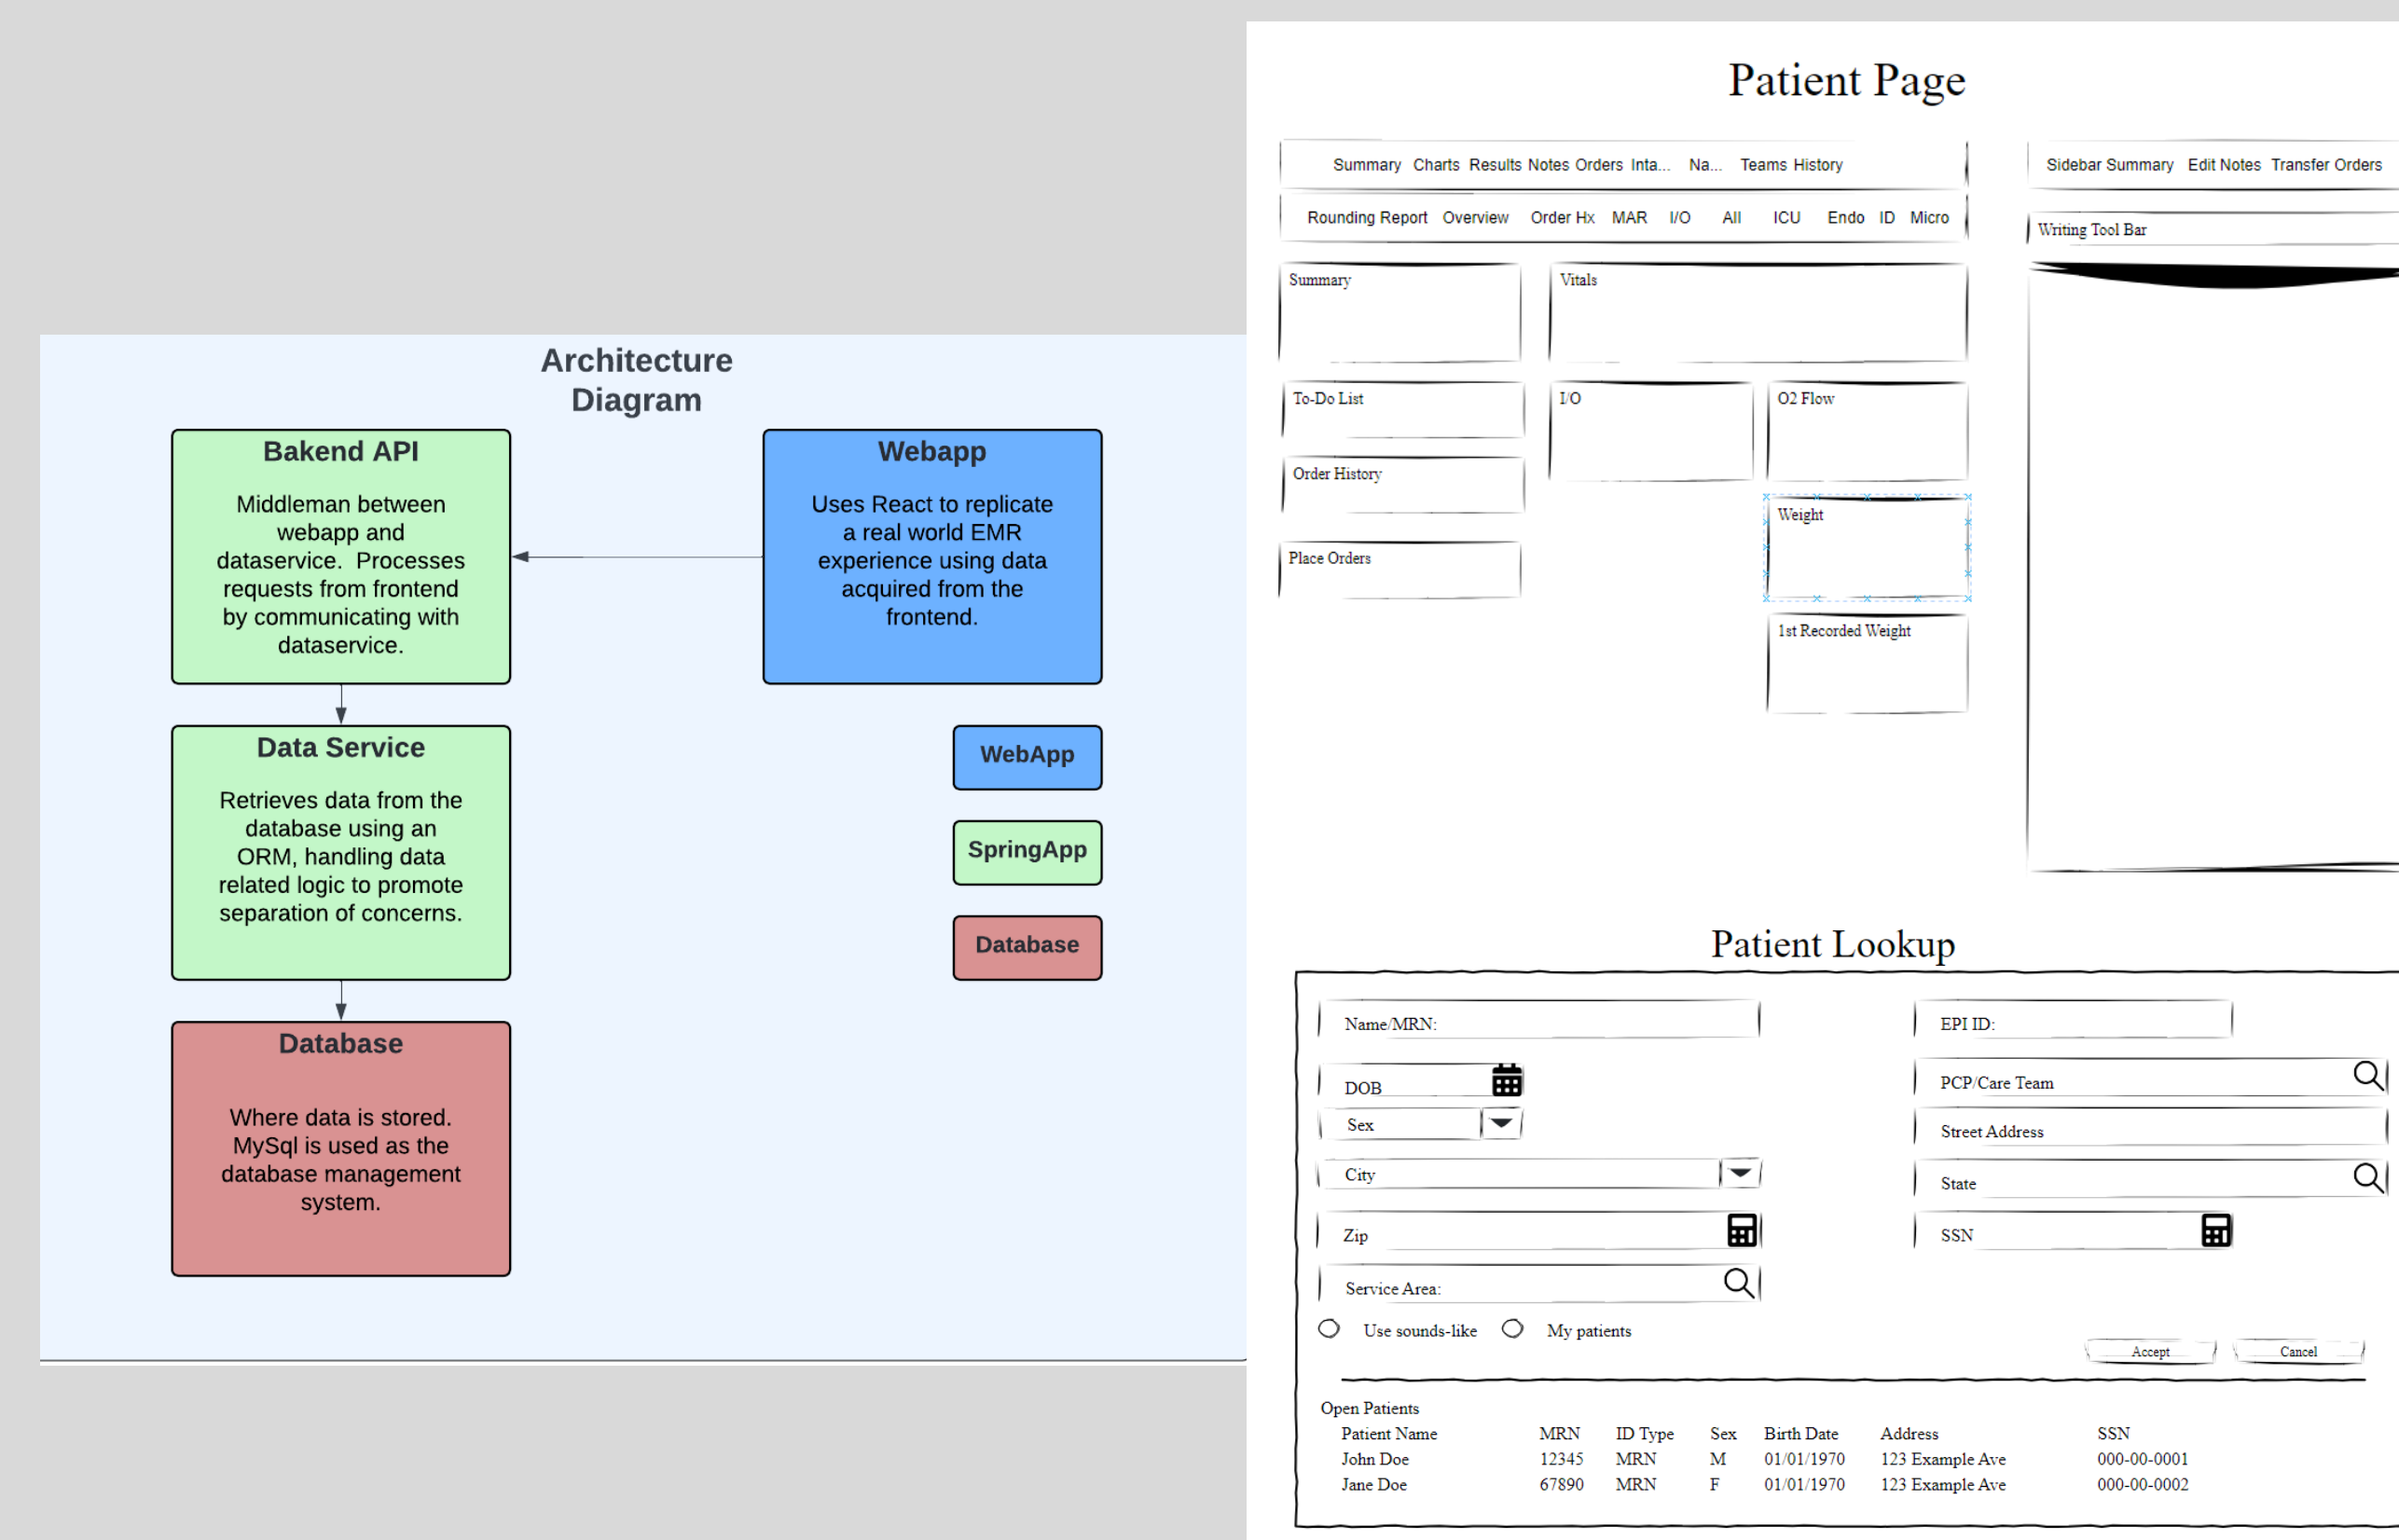 Architecture
Diagram
Bakend API
Middleman between
webapp and
dataservice.  Processes
requests from frontend
by communicating with
dataservice.
Webapp
Uses React to replicate
a real world EMR
experience using data
acquired from the
frontend.
Data Service
Retrieves data from the
database using an
ORM, handling data
related logic to promote
separation of concerns.
WebApp
SpringApp
Database
Database
Where data is stored.
MySql is used as the
database management
system.
Patient Page
Summary Charts Results Notes Orders Inta... Na... Teams History
Rounding Report Overview Order Hx MAR I/O All ICU Endo ID Micro
Sidebar Summary Edit Notes Transfer Orders
Writing Tool Bar
Summary
Vitals
To-Do List
I/O
O2 Flow
Order History
Weight
Place Orders
1st Recorded Weight
Patient Lookup
Name/MRN:
EPI ID:
DOB
PCP/Care Team
Sex
Street Address
City
State
Zip
SSN
Service Area:
Use sounds-like My patients
Accept Cancel
Open Patients
Patient Name MRN ID Type Sex Birth Date Address SSN
John Doe 12345 MRN M 01/01/1970 123 Example Ave 000-00-0001
Jane Doe 67890 MRN F 01/01/1970 123 Example Ave 000-00-0002